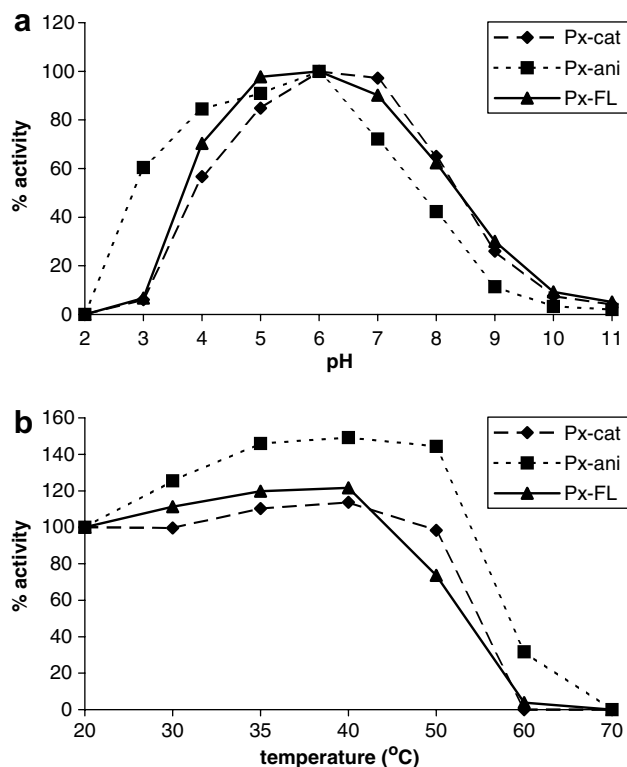 a
120
100
80
60
40
20
0
% activity
2 3 4 5 6 7 8 9 10 11
pH
Px-cat
Px-ani
Px-FL
b
160
140
120
100
80
60
40
20
0
% activity
20 30 35 40 50 60 70
temperature (°C)
Px-cat
Px-ani
Px-FL